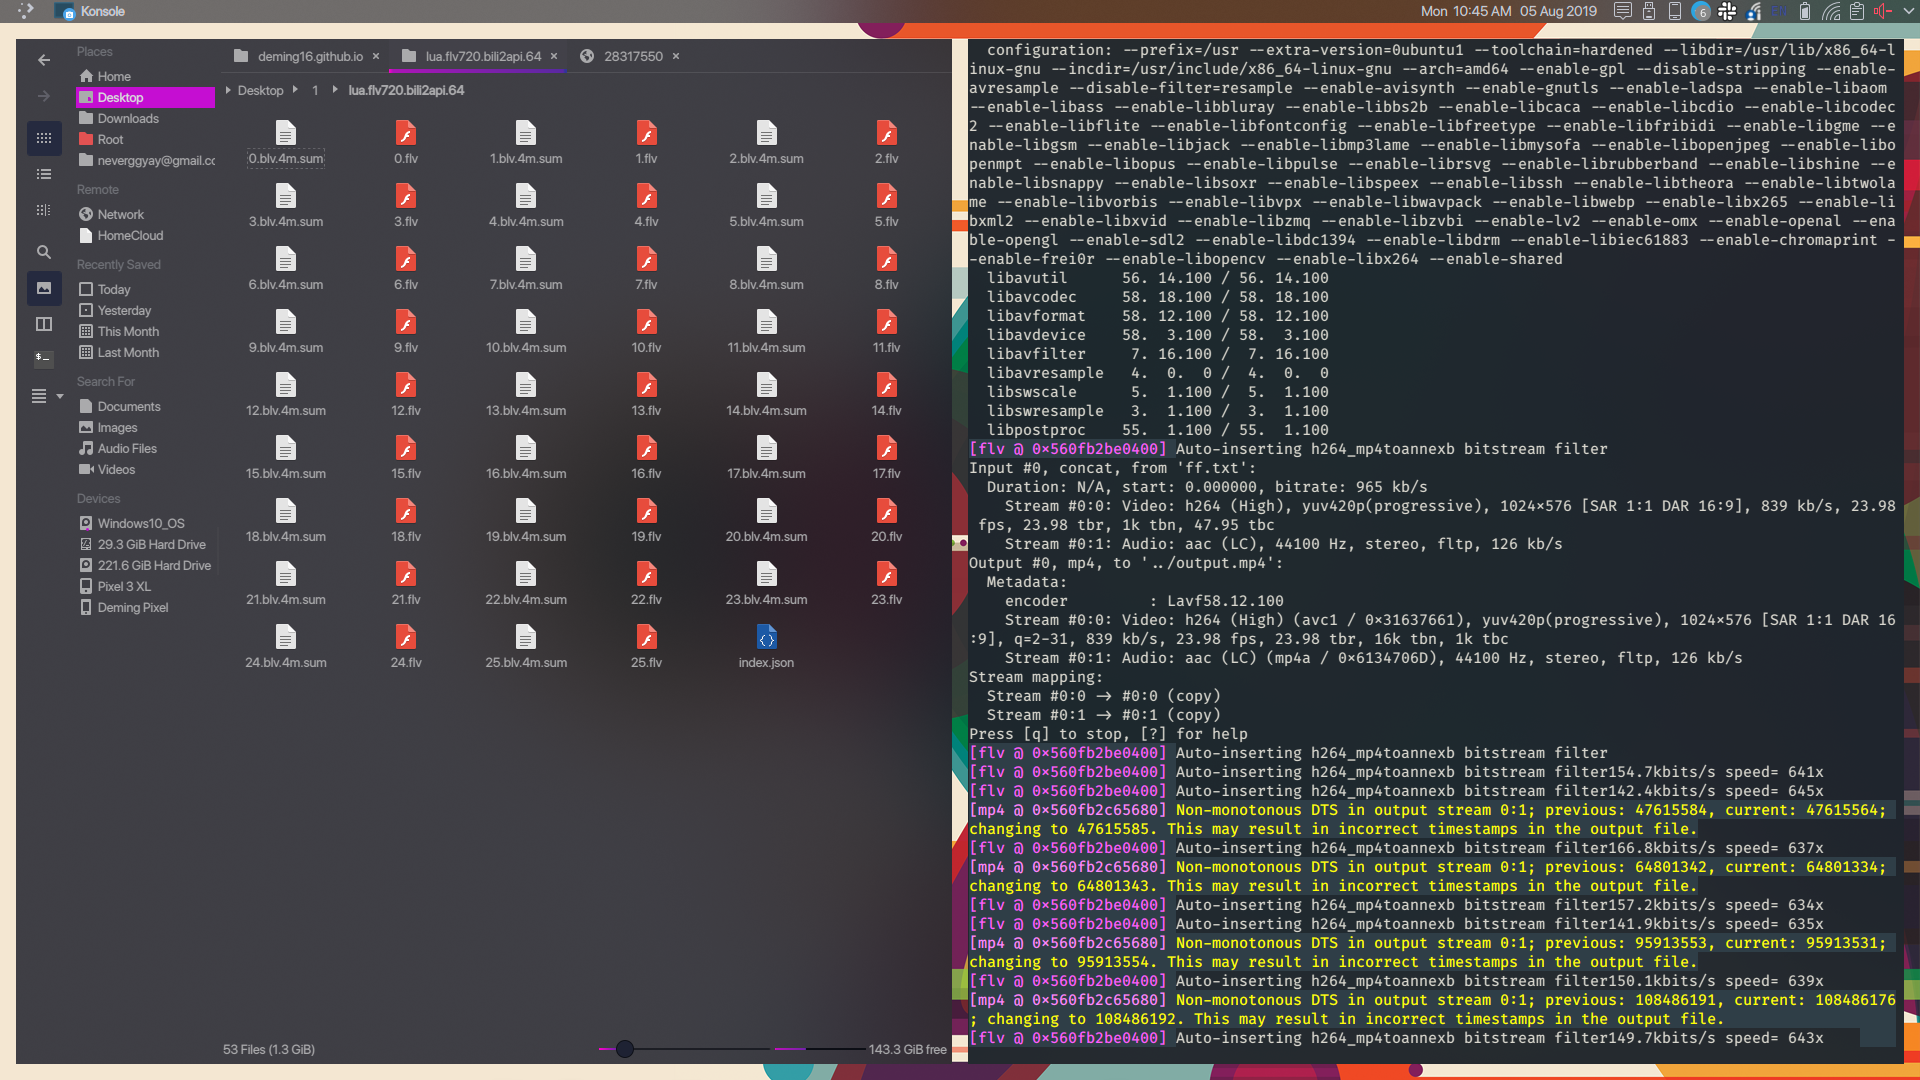 Konsole
Mon 10:45 AM 05 Aug 2019
6
Places
Home
Desktop
Downloads
Root
neverggyay@gmail.cc
Remote
Network
HomeCloud
Recently Saved
Today
Yesterday
This Month
Last Month
Search For
Documents
Images
Audio Files
Videos
Devices
Windows10_OS
29.3 GiB Hard Drive
221.6 GiB Hard Drive
Pixel 3 XL
Deming Pixel
deming16.github.io × lua.flv720.bili2api.64 × 28317550 ×
Desktop 1 lua.flv720.bili2api.64
0.blv.4m.sum 0.flv 1.blv.4m.sum 1.flv 2.blv.4m.sum 2.flv
3.blv.4m.sum 3.flv 4.blv.4m.sum 4.flv 5.blv.4m.sum 5.flv
6.blv.4m.sum 6.flv 7.blv.4m.sum 7.flv 8.blv.4m.sum 8.flv
9.blv.4m.sum 9.flv 10.blv.4m.sum 10.flv 11.blv.4m.sum 11.flv
12.blv.4m.sum 12.flv 13.blv.4m.sum 13.flv 14.blv.4m.sum 14.flv
15.blv.4m.sum 15.flv 16.blv.4m.sum 16.flv 17.blv.4m.sum 17.flv
18.blv.4m.sum 18.flv 19.blv.4m.sum 19.flv 20.blv.4m.sum 20.flv
21.blv.4m.sum 21.flv 22.blv.4m.sum 22.flv 23.blv.4m.sum 23.flv
24.blv.4m.sum 24.flv 25.blv.4m.sum 25.flv index.json
53 Files (1.3 GiB)
143.3 GiB free
configuration: --prefix=/usr --extra-version=0ubuntu1 --toolchain=hardened --libdir=/usr/lib/x86_64-l
inux-gnu --incdir=/usr/include/x86_64-linux-gnu --arch=amd64 --enable-gpl --disable-stripping --enable-
avresample --disable-filter=resample --enable-avisynth --enable-gnutls --enable-ladspa --enable-libaom
--enable-libass --enable-libbluray --enable-libbs2b --enable-libcaca --enable-libcdio --enable-libcodec
2 --enable-libflite --enable-libfontconfig --enable-libfreetype --enable-libfribidi --enable-libgme --e
nable-libgsm --enable-libjack --enable-libmp3lame --enable-libmysofa --enable-libopenjpeg --enable-libo
penmpt --enable-libopus --enable-libpulse --enable-librsvg --enable-librubberband --enable-libshine --e
nable-libsnappy --enable-libsoxr --enable-libspeex --enable-libssh --enable-libtheora --enable-libtwola
me --enable-libvorbis --enable-libvpx --enable-libwavpack --enable-libwebp --enable-libx265 --enable-li
bxml2 --enable-libxvid --enable-libzmq --enable-libzvbi --enable-lv2 --enable-omx --enable-openal --ena
ble-opengl --enable-sdl2 --enable-libdc1394 --enable-libdrm --enable-libiec61883 --enable-chromaprint -
-enable-frei0r --enable-libopencv --enable-libx264 --enable-shared
libavutil 56. 14.100 / 56. 14.100
libavcodec 58. 18.100 / 58. 18.100
libavformat 58. 12.100 / 58. 12.100
libavdevice 58. 3.100 / 58. 3.100
libavfilter 7. 16.100 / 7. 16.100
libavresample 4. 0. 0 / 4. 0. 0
libswscale 5. 1.100 / 5. 1.100
libswresample 3. 1.100 / 3. 1.100
libpostproc 55. 1.100 / 55. 1.100
[flv @ 0×560fb2be0400] Auto-inserting h264_mp4toannexb bitstream filter
Input #0, concat, from 'ff.txt':
Duration: N/A, start: 0.000000, bitrate: 965 kb/s
Stream #0:0: Video: h264 (High), yuv420p(progressive), 1024×576 [SAR 1:1 DAR 16:9], 839 kb/s, 23.98
fps, 23.98 tbr, 1k tbn, 47.95 tbc
Stream #0:1: Audio: aac (LC), 44100 Hz, stereo, fltp, 126 kb/s
Output #0, mp4, to '../output.mp4':
Metadata:
encoder : Lavf58.12.100
Stream #0:0: Video: h264 (High) (avc1 / 0×31637661), yuv420p(progressive), 1024×576 [SAR 1:1 DAR 16
:9], q=2-31, 839 kb/s, 23.98 fps, 23.98 tbr, 16k tbn, 1k tbc
Stream #0:1: Audio: aac (LC) (mp4a / 0×6134706D), 44100 Hz, stereo, fltp, 126 kb/s
Stream mapping:
Stream #0:0 → #0:0 (copy)
Stream #0:1 → #0:1 (copy)
Press [q] to stop, [?] for help
[flv @ 0×560fb2be0400] Auto-inserting h264_mp4toannexb bitstream filter
[flv @ 0×560fb2be0400] Auto-inserting h264_mp4toannexb bitstream filter154.7kbits/s speed= 641x
[flv @ 0×560fb2be0400] Auto-inserting h264_mp4toannexb bitstream filter142.4kbits/s speed= 645x
[mp4 @ 0×560fb2c65680] Non-monotonous DTS in output stream 0:1; previous: 47615584, current: 47615564;
changing to 47615585. This may result in incorrect timestamps in the output file.
[flv @ 0×560fb2be0400] Auto-inserting h264_mp4toannexb bitstream filter166.8kbits/s speed= 637x
[mp4 @ 0×560fb2c65680] Non-monotonous DTS in output stream 0:1; previous: 64801342, current: 64801334;
changing to 64801343. This may result in incorrect timestamps in the output file.
[flv @ 0×560fb2be0400] Auto-inserting h264_mp4toannexb bitstream filter157.2kbits/s speed= 634x
[flv @ 0×560fb2be0400] Auto-inserting h264_mp4toannexb bitstream filter141.9kbits/s speed= 635x
[mp4 @ 0×560fb2c65680] Non-monotonous DTS in output stream 0:1; previous: 95913553, current: 95913531;
changing to 95913554. This may result in incorrect timestamps in the output file.
[flv @ 0×560fb2be0400] Auto-inserting h264_mp4toannexb bitstream filter150.1kbits/s speed= 639x
[mp4 @ 0×560fb2c65680] Non-monotonous DTS in output stream 0:1; previous: 108486191, current: 108486176
; changing to 108486192. This may result in incorrect timestamps in the output file.
[flv @ 0×560fb2be0400] Auto-inserting h264_mp4toannexb bitstream filter149.7kbits/s speed= 643x